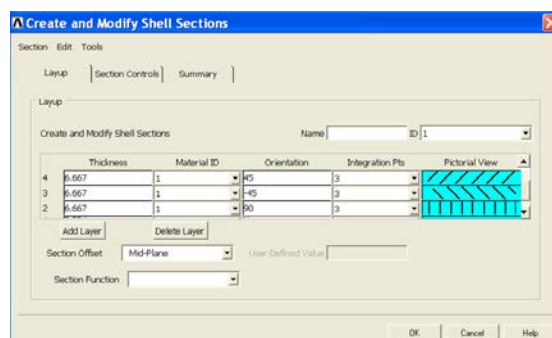 Create and Modify Shell Sections
Section Edit Tools
Layup Section Controls Summary
Layup
Create and Modify Shell Sections Name ID 1
Thickness Material ID Orientation Integration Pts Pictorial View
4 6.667 1 45 3
3 6.667 1 -45 3
2 6.667 1 90 3
Add Layer Delete Layer
Section Offset Mid-Plane User Defined Value
Section Function
OK Cancel Help